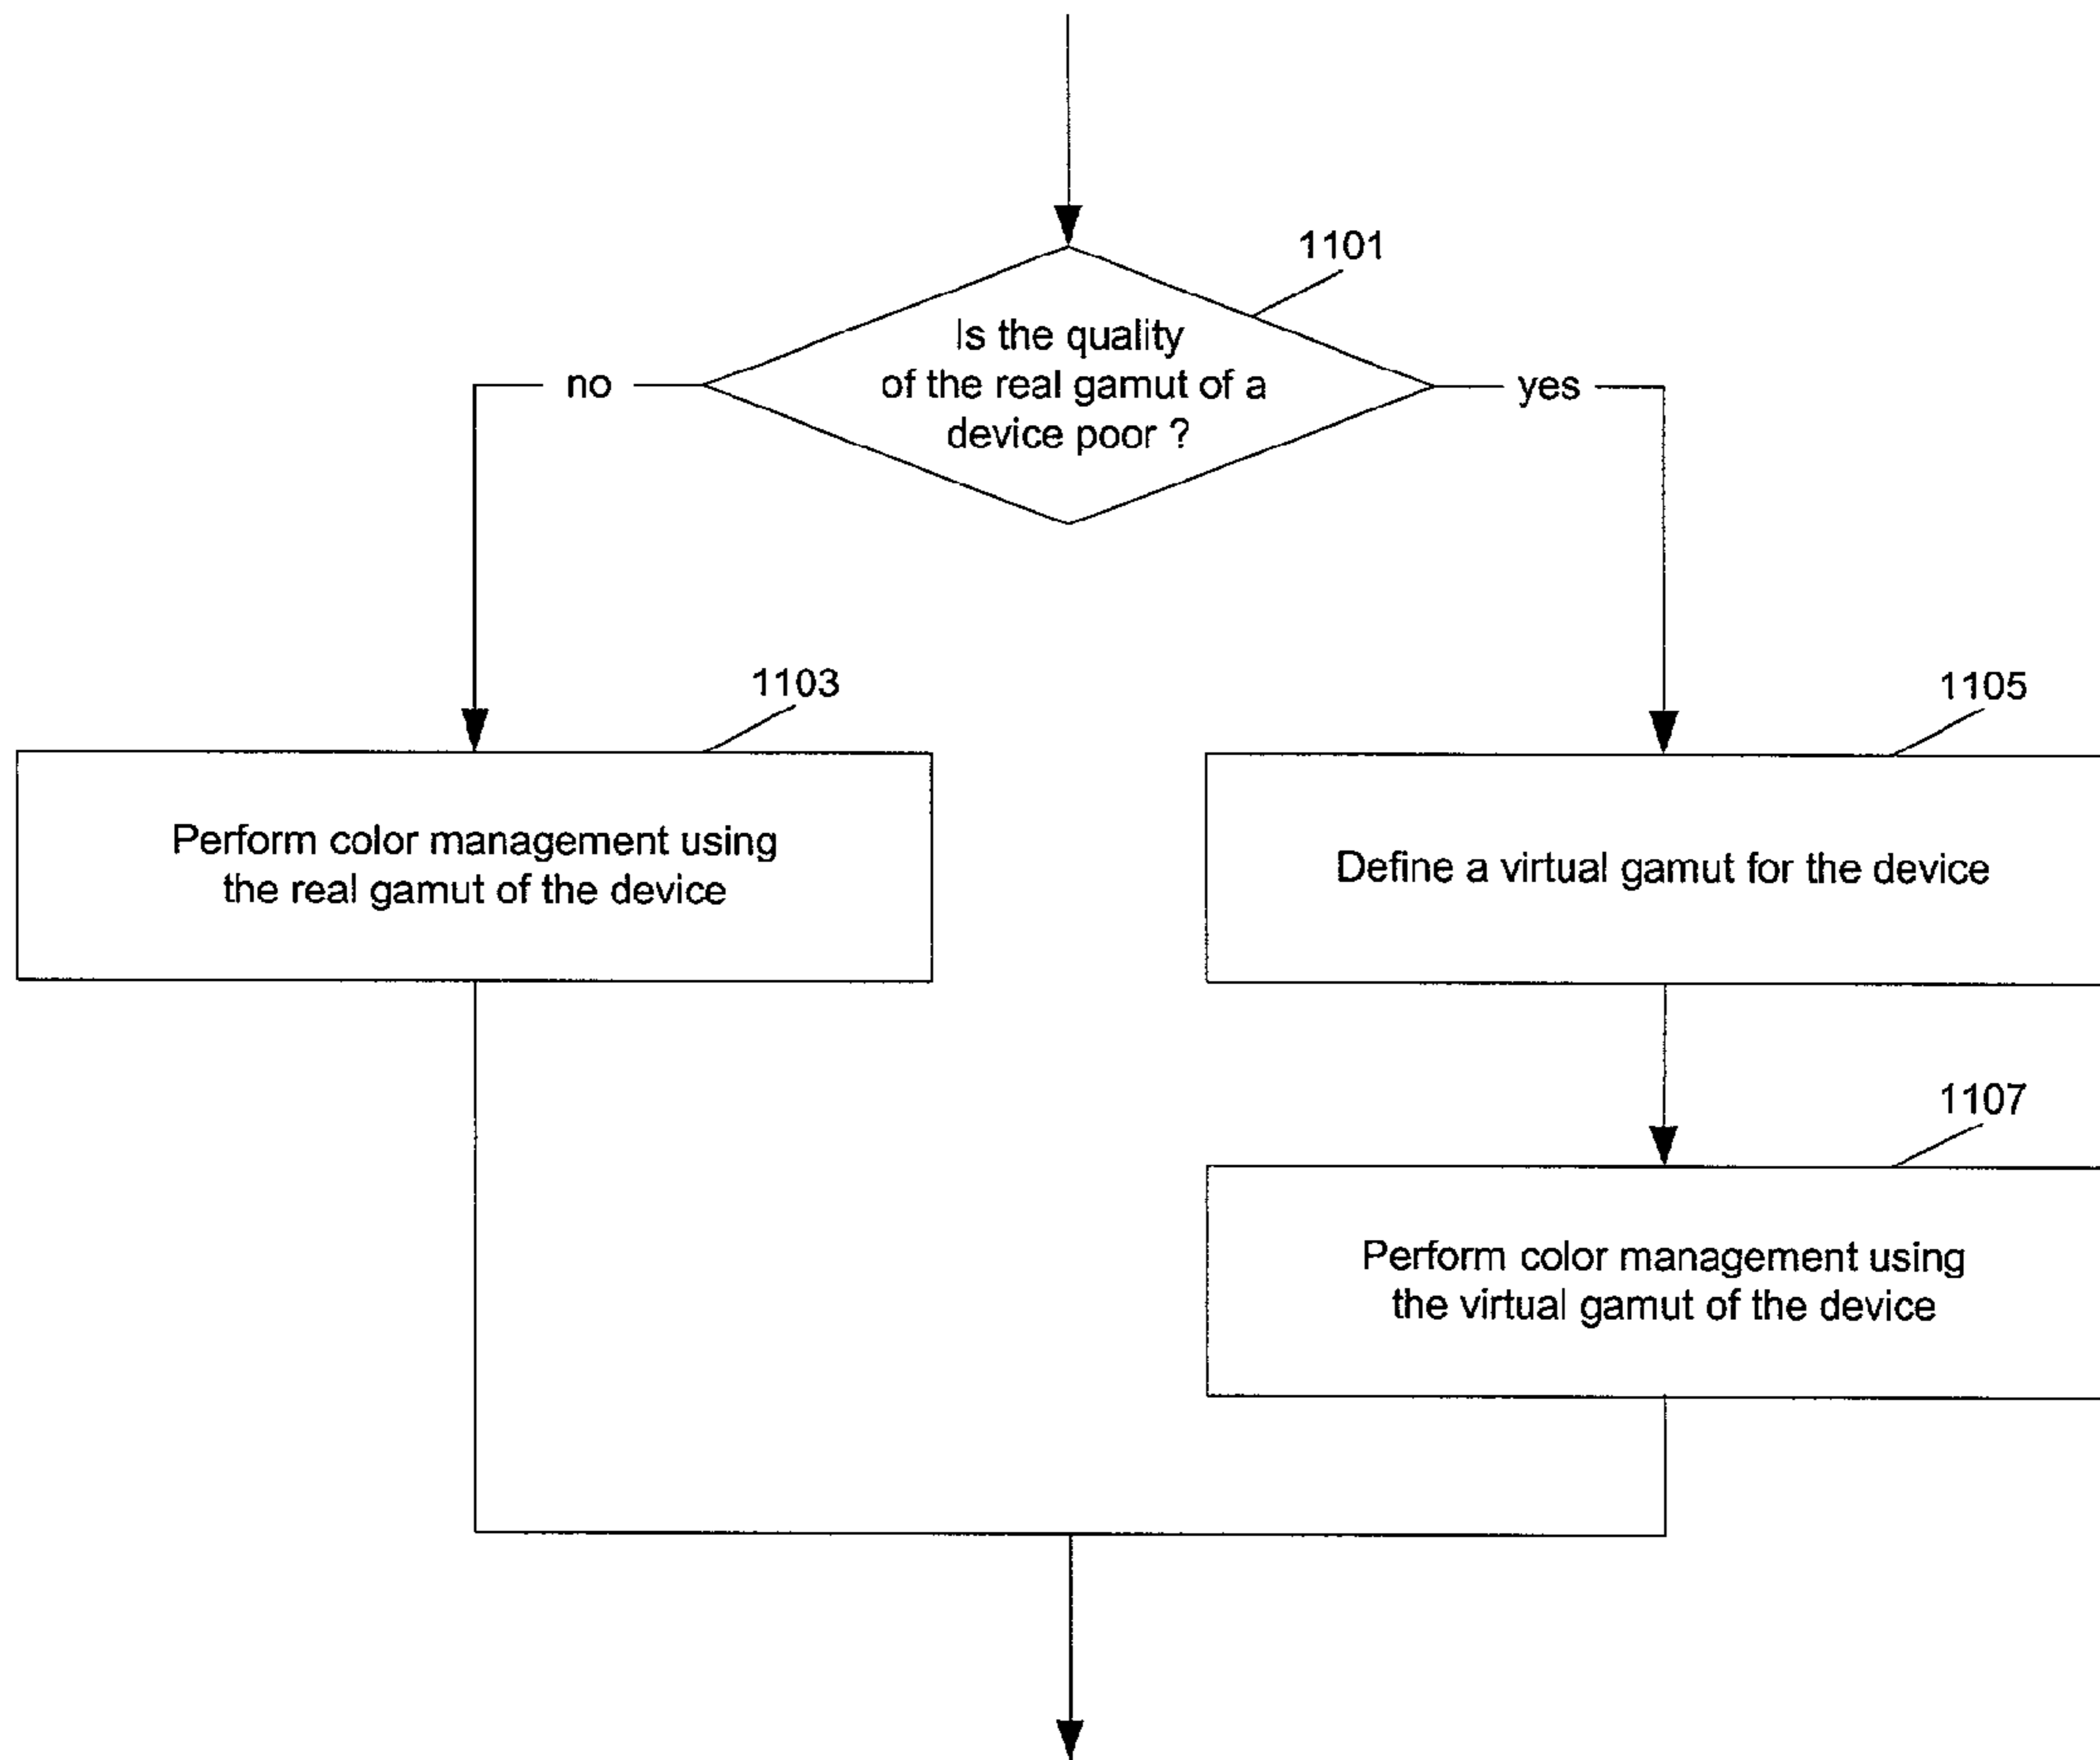 1101
Is the quality
of the real gamut of a
device poor ?
no
yes
1103
Perform color management using
the real gamut of the device
1105
Define a virtual gamut for the device
1107
Perform color management using
the virtual gamut of the device